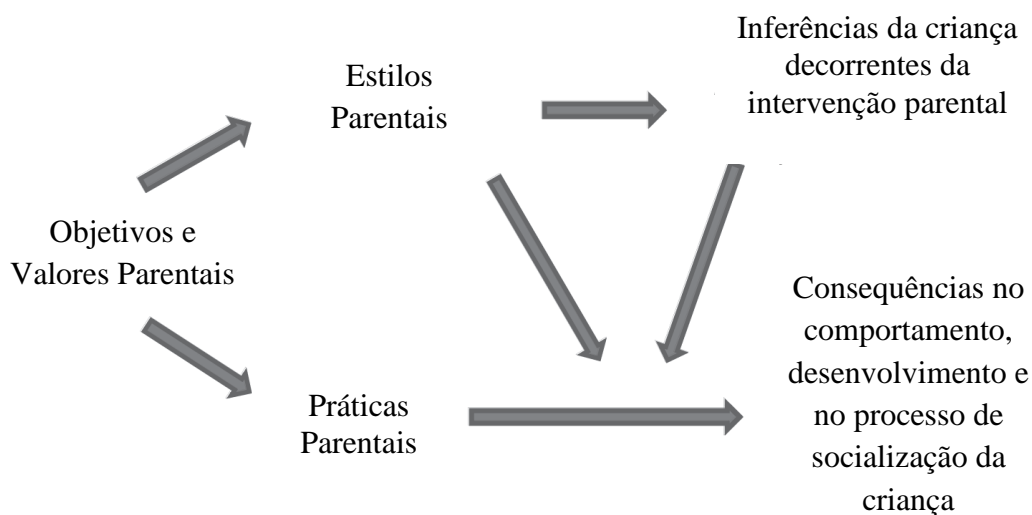 Estilos
Parentais
Inferências da criança
decorrentes da
intervenção parental
Objetivos e
Valores Parentais
Práticas
Parentais
Consequências no
comportamento,
desenvolvimento e
no processo de
socialização da
criança